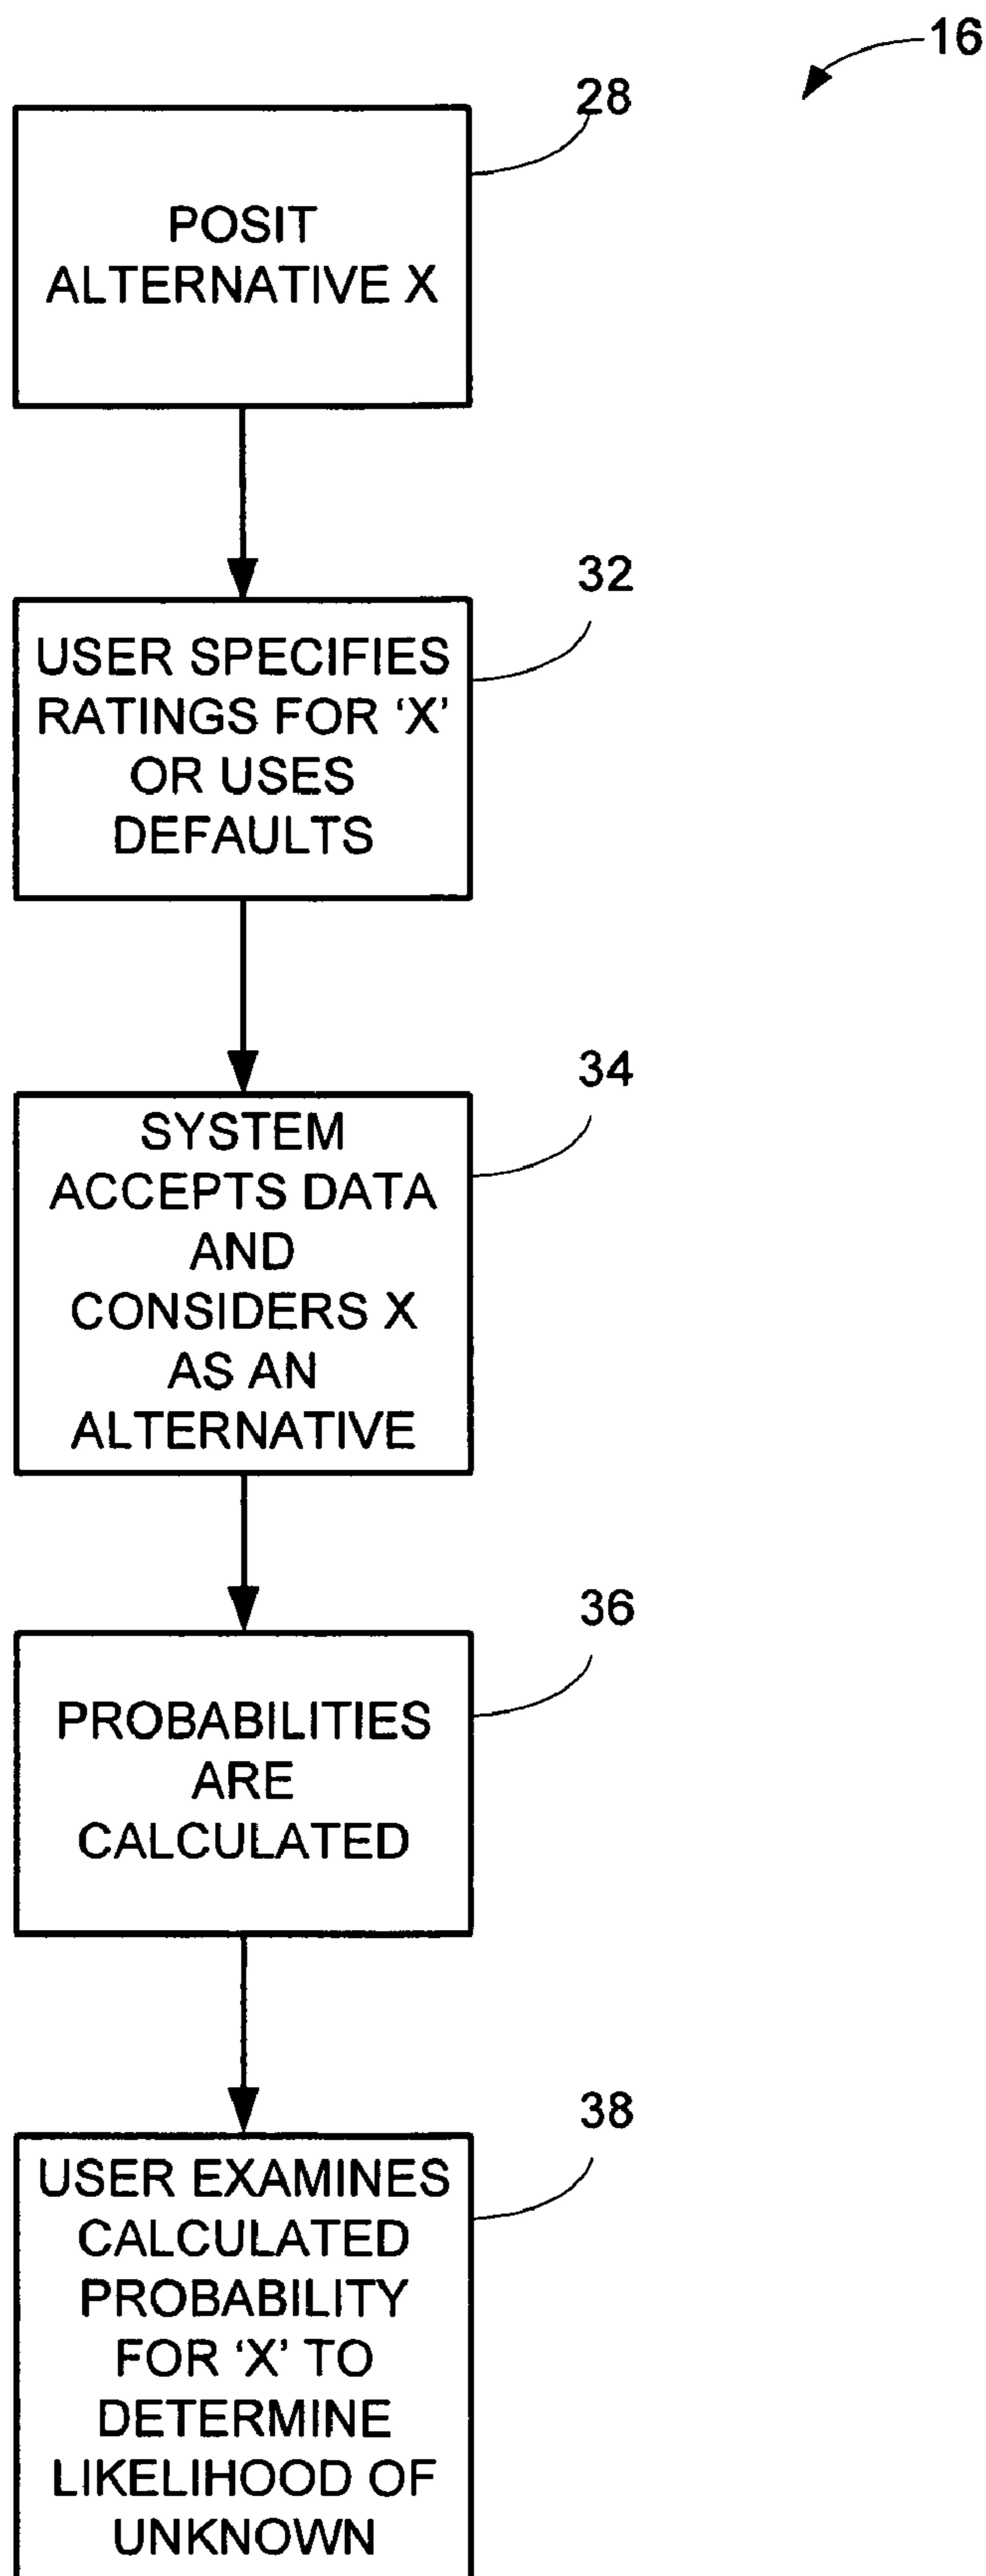 16
28
POSIT
ALTERNATIVE X
32
USER SPECIFIES
RATINGS FOR ‘X’
OR USES
DEFAULTS
34
SYSTEM
ACCEPTS DATA
AND
CONSIDERS X
AS AN
ALTERNATIVE
36
PROBABILITIES
ARE
CALCULATED
38
USER EXAMINES
CALCULATED
PROBABILITY
FOR ‘X’ TO
DETERMINE
LIKELIHOOD OF
UNKNOWN